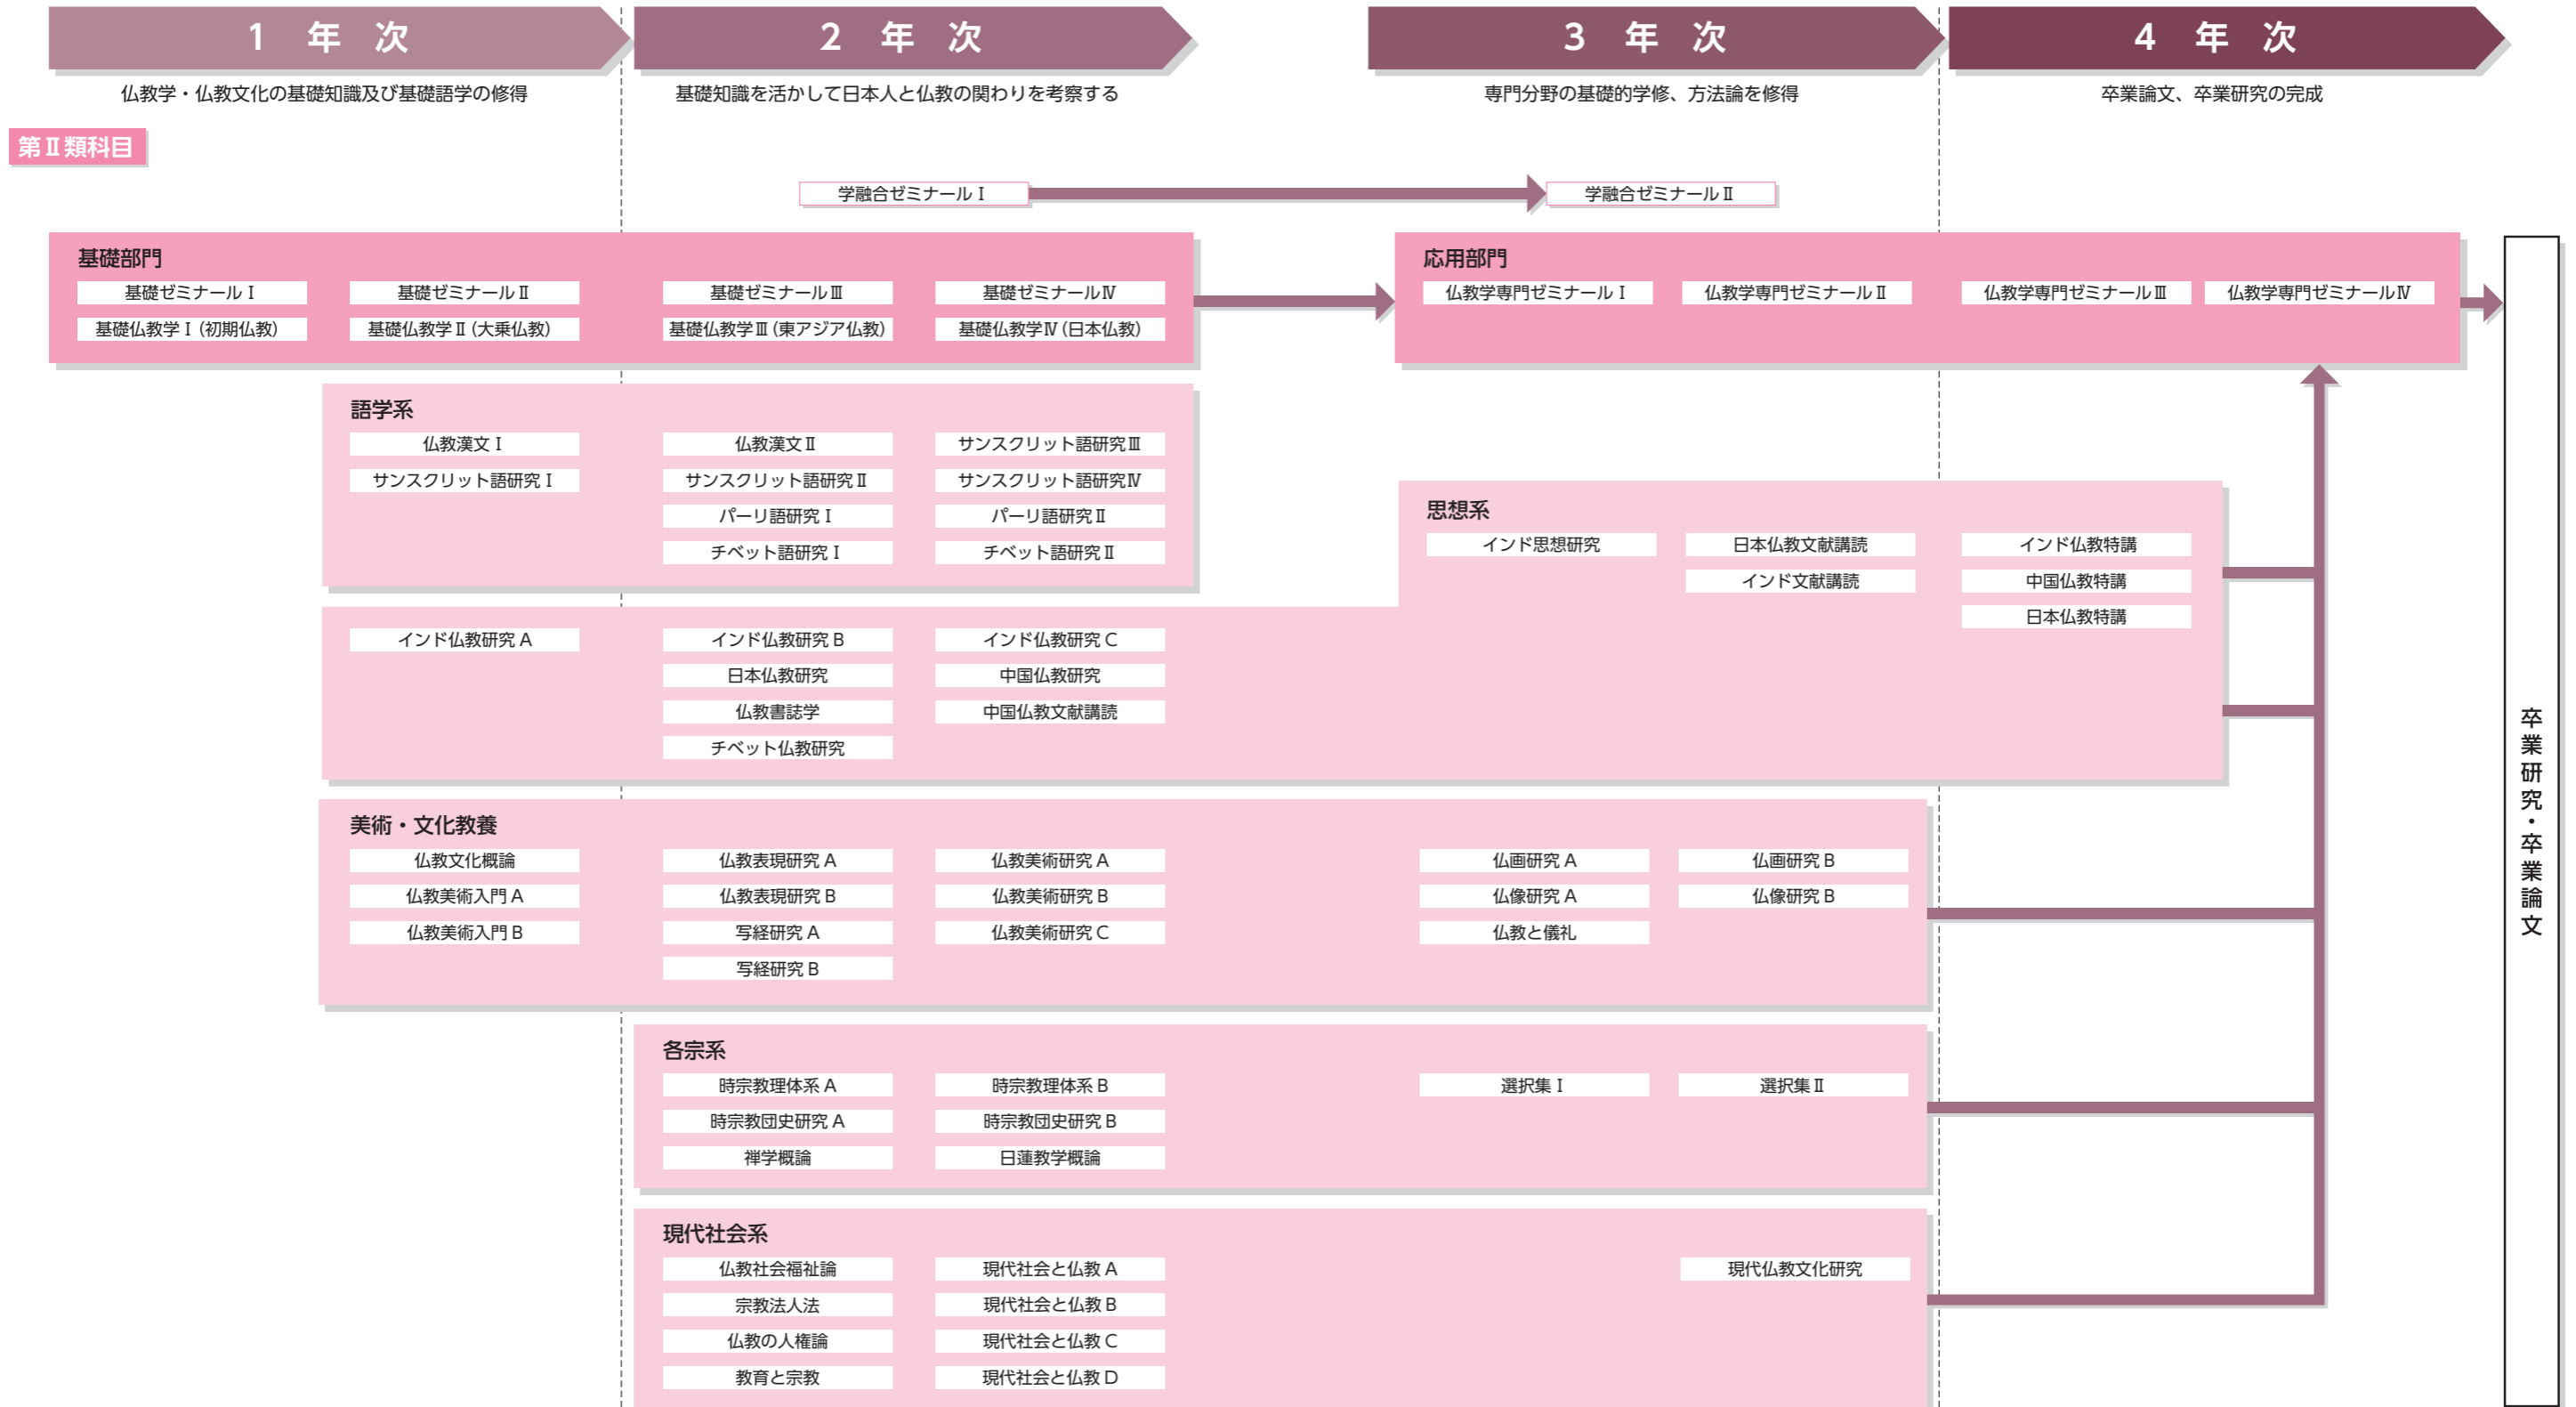 1 年 次
2 年 次
3 年 次
4 年 次
仏教学・仏教文化の基礎知識及び基礎語学の修得
基礎知識を活かして日本人と仏教の関わりを考察する
専門分野の基礎的学修、方法論を修得
卒業論文、卒業研究の完成
第Ⅱ類科目
学融合ゼミナールⅠ
学融合ゼミナールⅡ
基礎部門
基礎ゼミナールⅠ
基礎ゼミナールⅡ
基礎ゼミナールⅢ
基礎ゼミナールⅣ
基礎仏教学Ⅰ（初期仏教）
基礎仏教学Ⅱ（大乗仏教）
基礎仏教学Ⅲ（東アジア仏教）
基礎仏教学Ⅳ（日本仏教）
応用部門
仏教学専門ゼミナールⅠ
仏教学専門ゼミナールⅡ
仏教学専門ゼミナールⅢ
仏教学専門ゼミナールⅣ
語学系
仏教漢文Ⅰ
仏教漢文Ⅱ
サンスクリット語研究Ⅲ
サンスクリット語研究Ⅰ
サンスクリット語研究Ⅱ
サンスクリット語研究Ⅳ
パーリ語研究Ⅰ
パーリ語研究Ⅱ
チベット語研究Ⅰ
チベット語研究Ⅱ
思想系
インド思想研究
日本仏教文献講読
インド仏教特講
インド文献講読
中国仏教特講
日本仏教特講
インド仏教研究 A
インド仏教研究 B
インド仏教研究 C
日本仏教研究
中国仏教研究
仏教書誌学
中国仏教文献講読
チベット仏教研究
美術・文化教養
仏教文化概論
仏教表現研究 A
仏教美術研究 A
仏画研究 A
仏画研究 B
仏教美術入門 A
仏教表現研究 B
仏教美術研究 B
仏像研究 A
仏像研究 B
仏教美術入門 B
写経研究 A
仏教美術研究 C
仏教と儀礼
写経研究 B
各宗系
時宗教理体系 A
時宗教理体系 B
選択集Ⅰ
選択集Ⅱ
時宗教団史研究 A
時宗教団史研究 B
禅学概論
日蓮教学概論
現代社会系
仏教社会福祉論
現代社会と仏教 A
現代仏教文化研究
宗教法人法
現代社会と仏教 B
仏教の人権論
現代社会と仏教 C
教育と宗教
現代社会と仏教 D
卒業研究・卒業論文